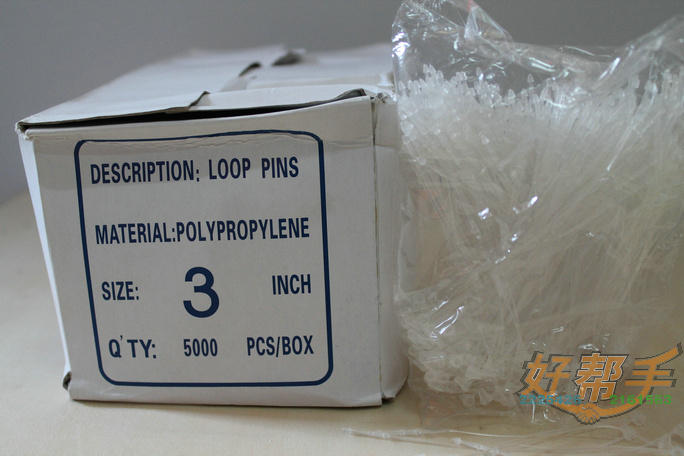 DESCRIPTION: LOOP PINS
MATERIAL:POLYPROPYLENE
SIZE: 3 INCH
Q'TY: 5000 PCS/BOX
好帮手